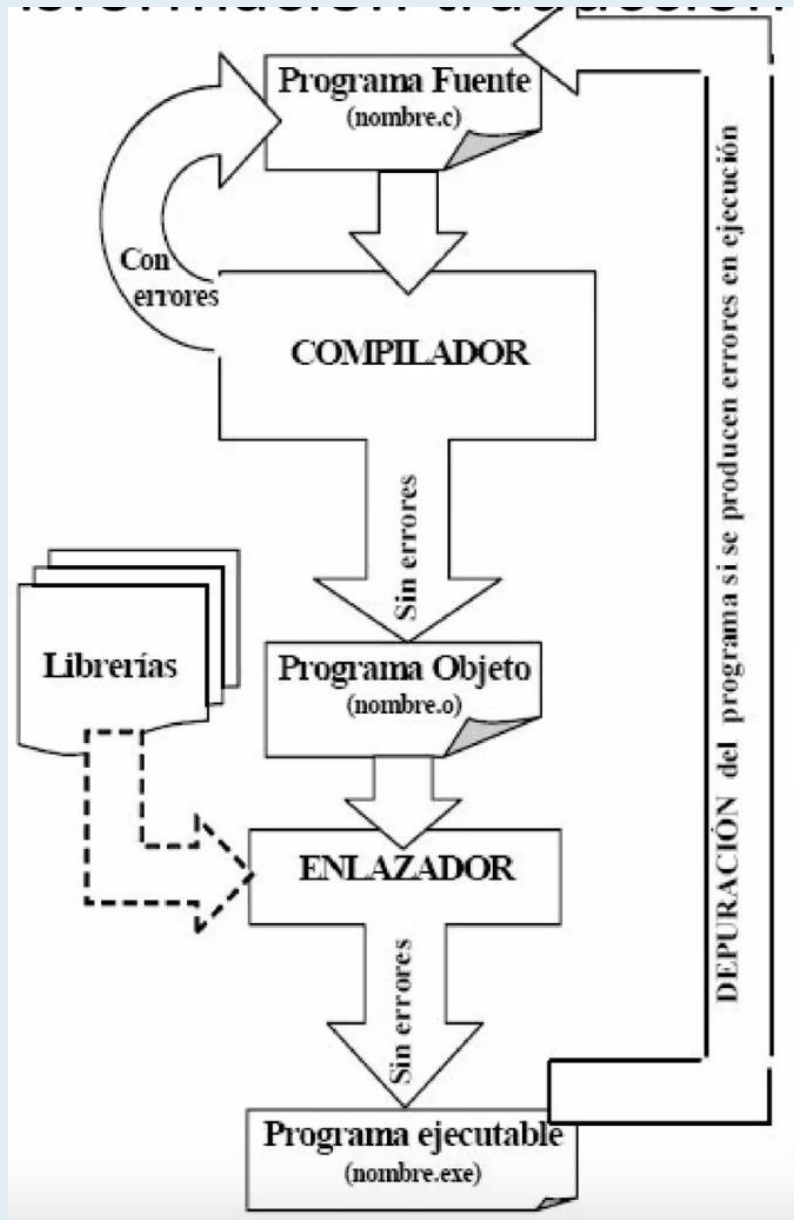 Programa Fuente
(nombre.c)
Con
errores
COMPILADOR
Sin errores
Librerías
Programa Objeto
(nombre.o)
ENLAZADOR
Sin errores
Programa ejecutable
(nombre.exe)
DEPURACIÓN del programa si se producen errores en ejecución